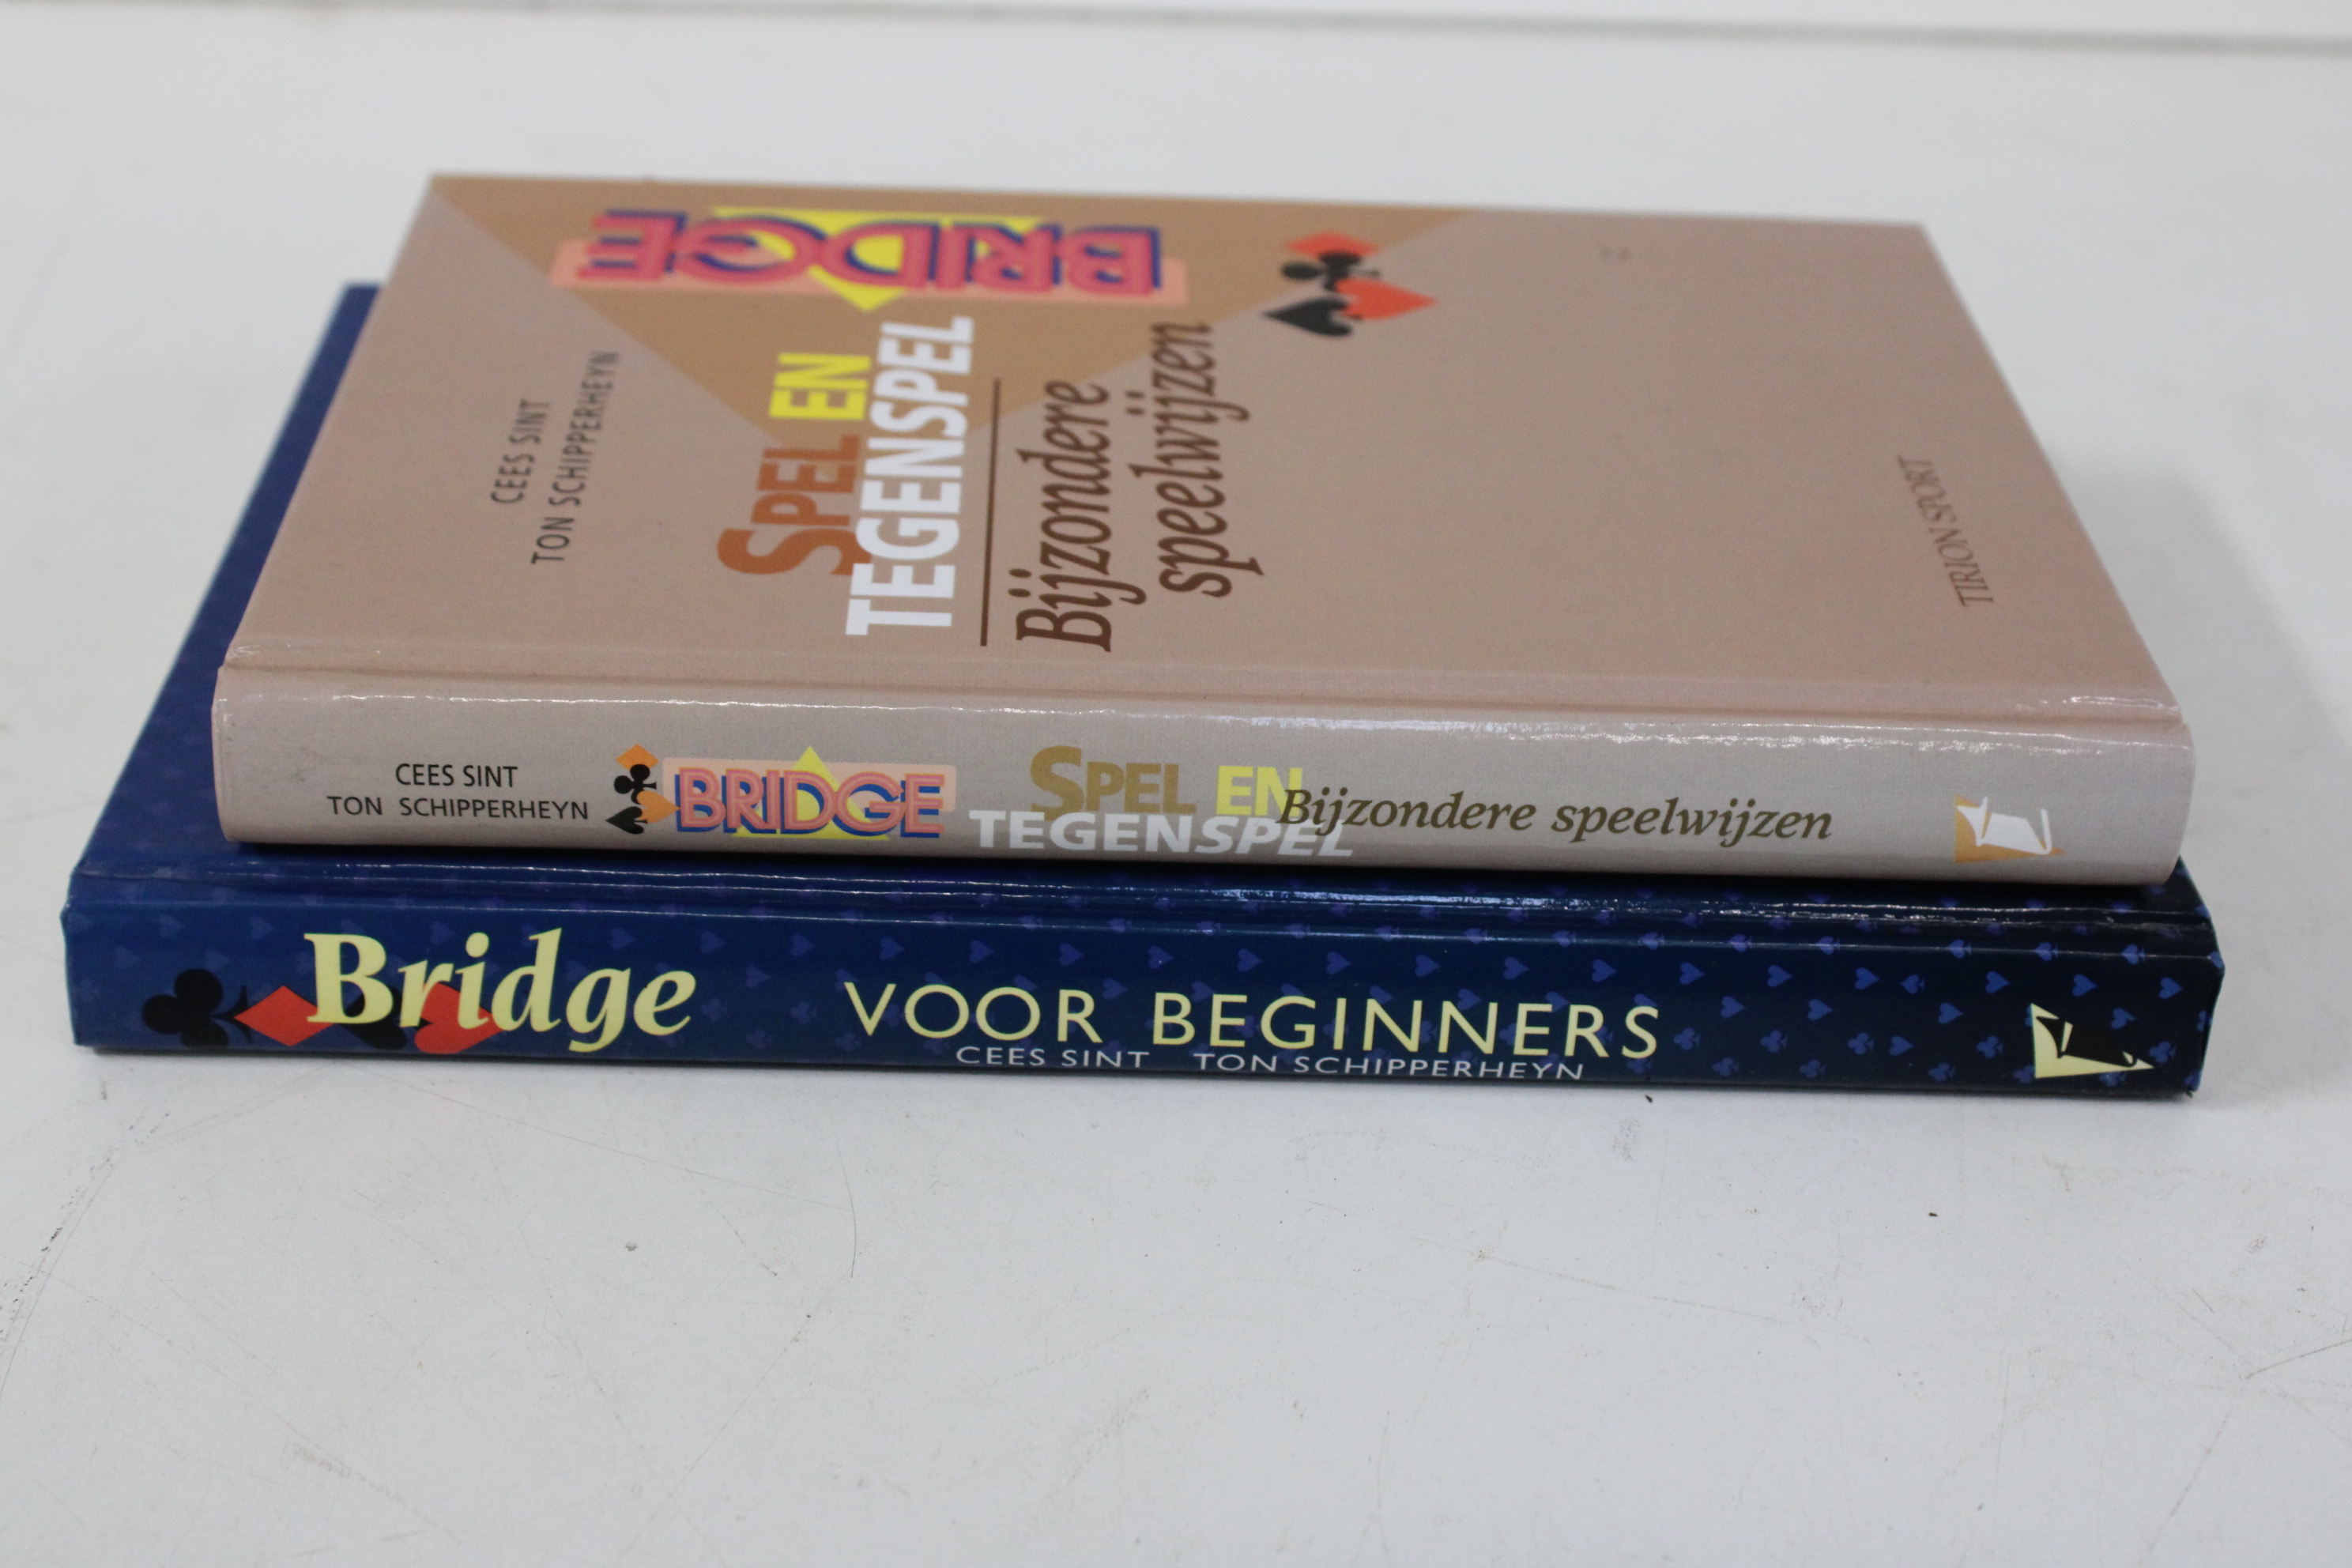 BRIDGE
CEES SINT
TON SCHIPPERHEYN
SPEL EN
TEGENSPEL
Bijzondere
speelwijzen
TIRION SPORT
CEES SINT
TON SCHIPPERHEYN
BRIDGE
SPEL EN
TEGENSPEL
Bijzondere speelwijzen
Bridge
VOOR BEGINNERS
CEES SINT TON SCHIPPERHEYN